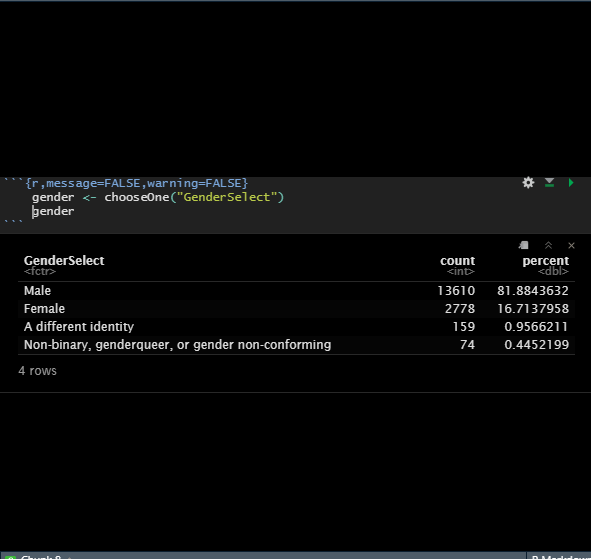 ```{r,message=FALSE,warning=FALSE}
gender <- chooseOne("GenderSelect")
gender
```
GenderSelect count percent
<fctr> <int> <dbl>
Male 13610 81.8843632
Female 2778 16.7137958
A different identity 159 0.9566211
Non-binary, genderqueer, or gender non-conforming 74 0.4452199
4 rows